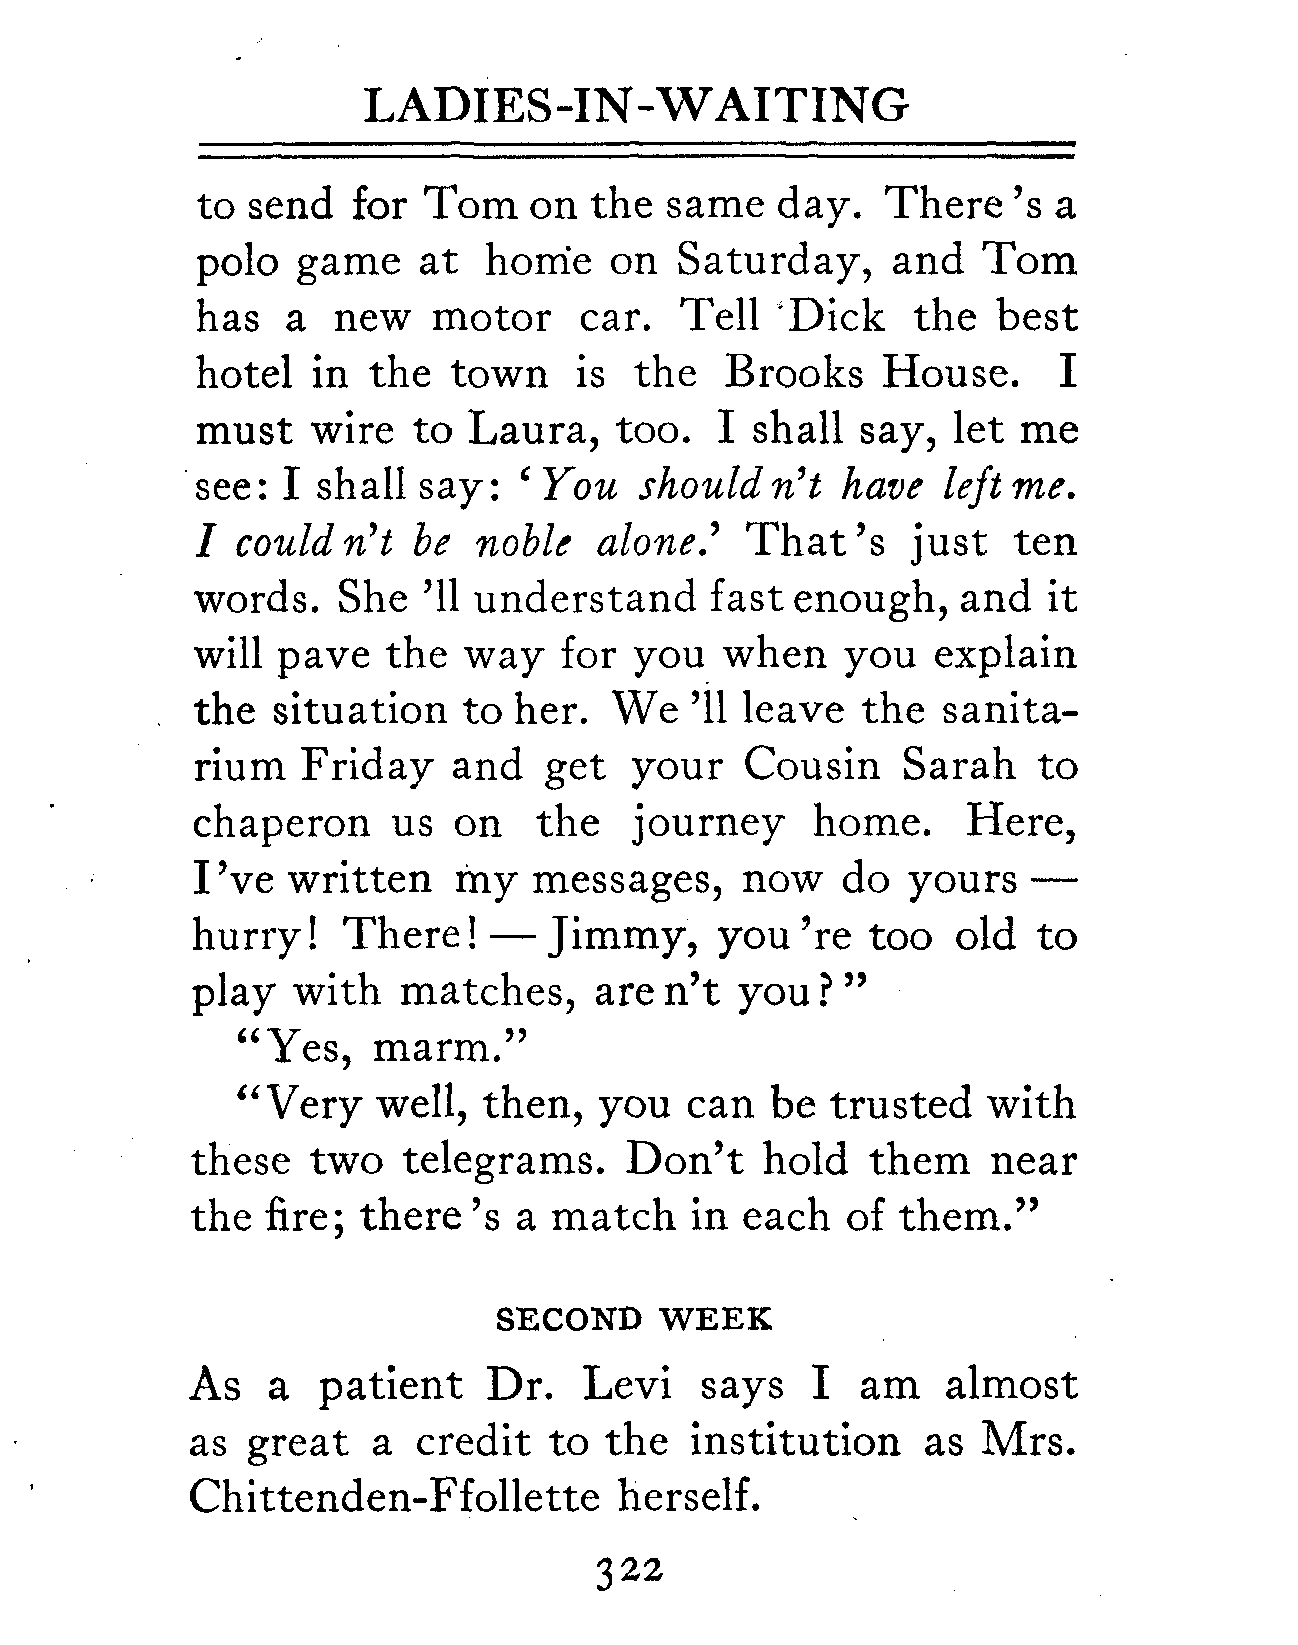 LADIES-IN-WAITING
to send for Tom on the same day. There 's a
polo game at home on Saturday, and Tom
has a new motor car. Tell Dick the best
hotel in the town is the Brooks House. I
must wire to Laura, too. I shall say, let me
see: I shall say: ‘You should n’t have left me.
I could n’t be noble alone.’ That ’s just ten
words. She ’ll understand fast enough, and it
will pave the way for you when you explain
the situation to her. We ’ll leave the sanita-
rium Friday and get your Cousin Sarah to
chaperon us on the journey home. Here,
I ’ve written my messages, now do yours —
hurry! There! — Jimmy, you ’re too old to
play with matches, are n’t you?”
“Yes, marm.”
“Very well, then, you can be trusted with
these two telegrams. Don’t hold them near
the fire; there ’s a match in each of them.”
SECOND WEEK
As a patient Dr. Levi says I am almost
as great a credit to the institution as Mrs.
Chittenden-Ffollette herself.
322